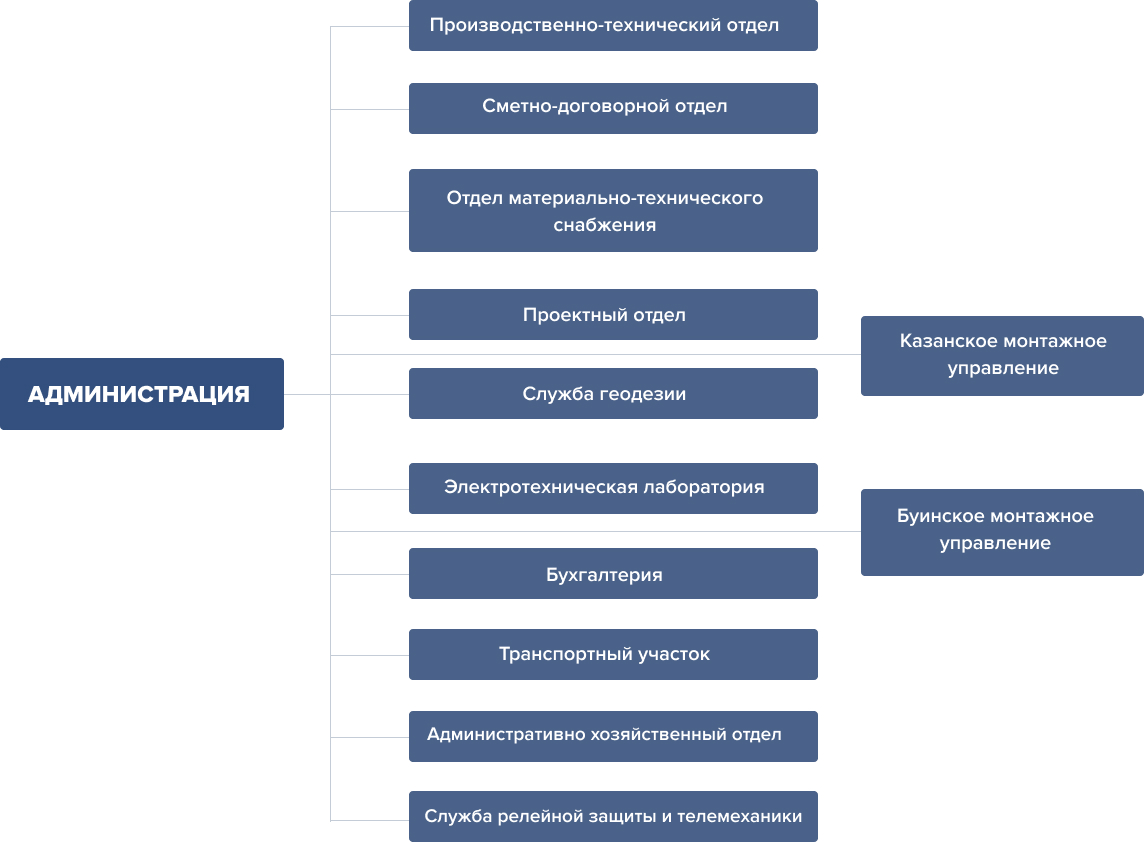 Производственно-технический отдел
Сметно-договорной отдел
Отдел материально-технического
снабжения
Проектный отдел
Казанское монтажное
управление
АДМИНИСТРАЦИЯ
Служба геодезии
Электротехническая лаборатория
Буинское монтажное
управление
Бухгалтерия
Транспортный участок
Административно хозяйственный отдел
Служба релейной защиты и телемеханики